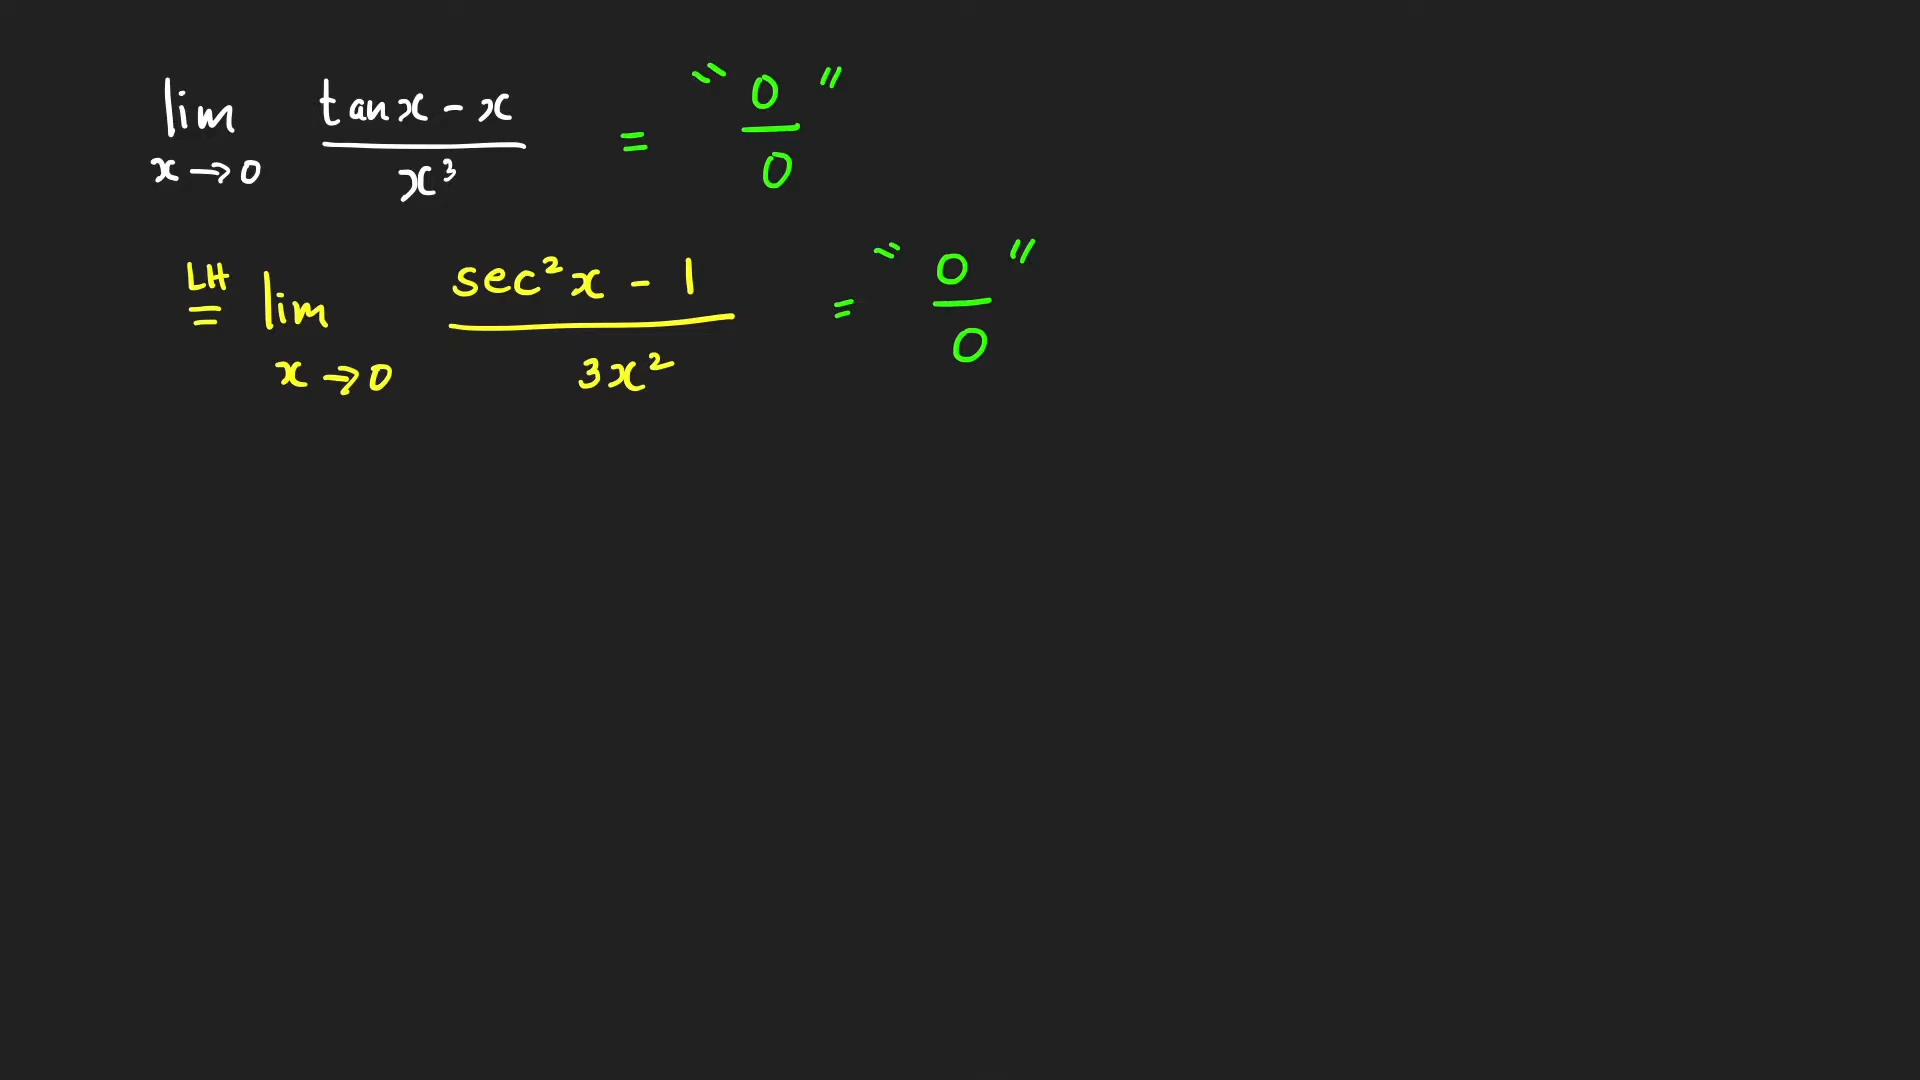 lim x→0 (tan x - x)/x³ = "0/0"
LH = lim x→0 (sec²x - 1)/3x² = "0/0"